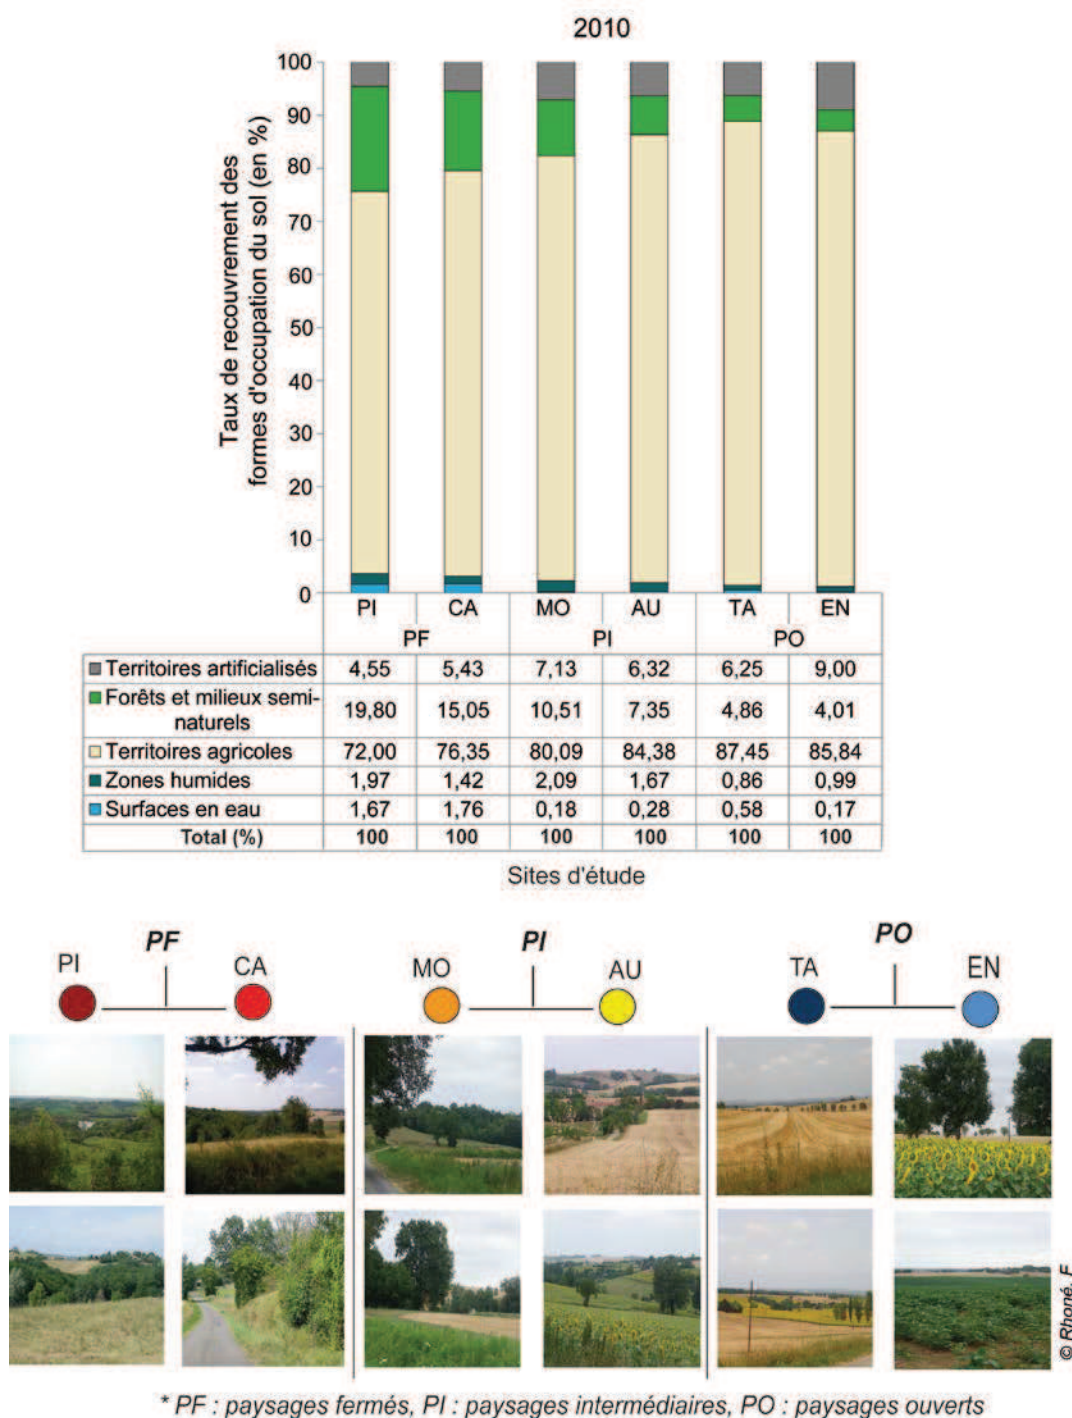 2010
Taux de recouvrement des
formes d'occupation du sol (en %)
100
90
80
70
60
50
40
30
20
10
0
PI CA MO AU TA EN
PF PI PO
Territoires artificialisés 4,55 5,43 7,13 6,32 6,25 9,00
Forêts et milieux semi-
naturels 19,80 15,05 10,51 7,35 4,86 4,01
Territoires agricoles 72,00 76,35 80,09 84,38 87,45 85,84
Zones humides 1,97 1,42 2,09 1,67 0,86 0,99
Surfaces en eau 1,67 1,76 0,18 0,28 0,58 0,17
Total (%) 100 100 100 100 100 100
Sites d'étude
PF PI PO
PI CA MO AU TA EN
© Rhoné, F
* PF : paysages fermés, PI : paysages intermédiaires, PO : paysages ouverts